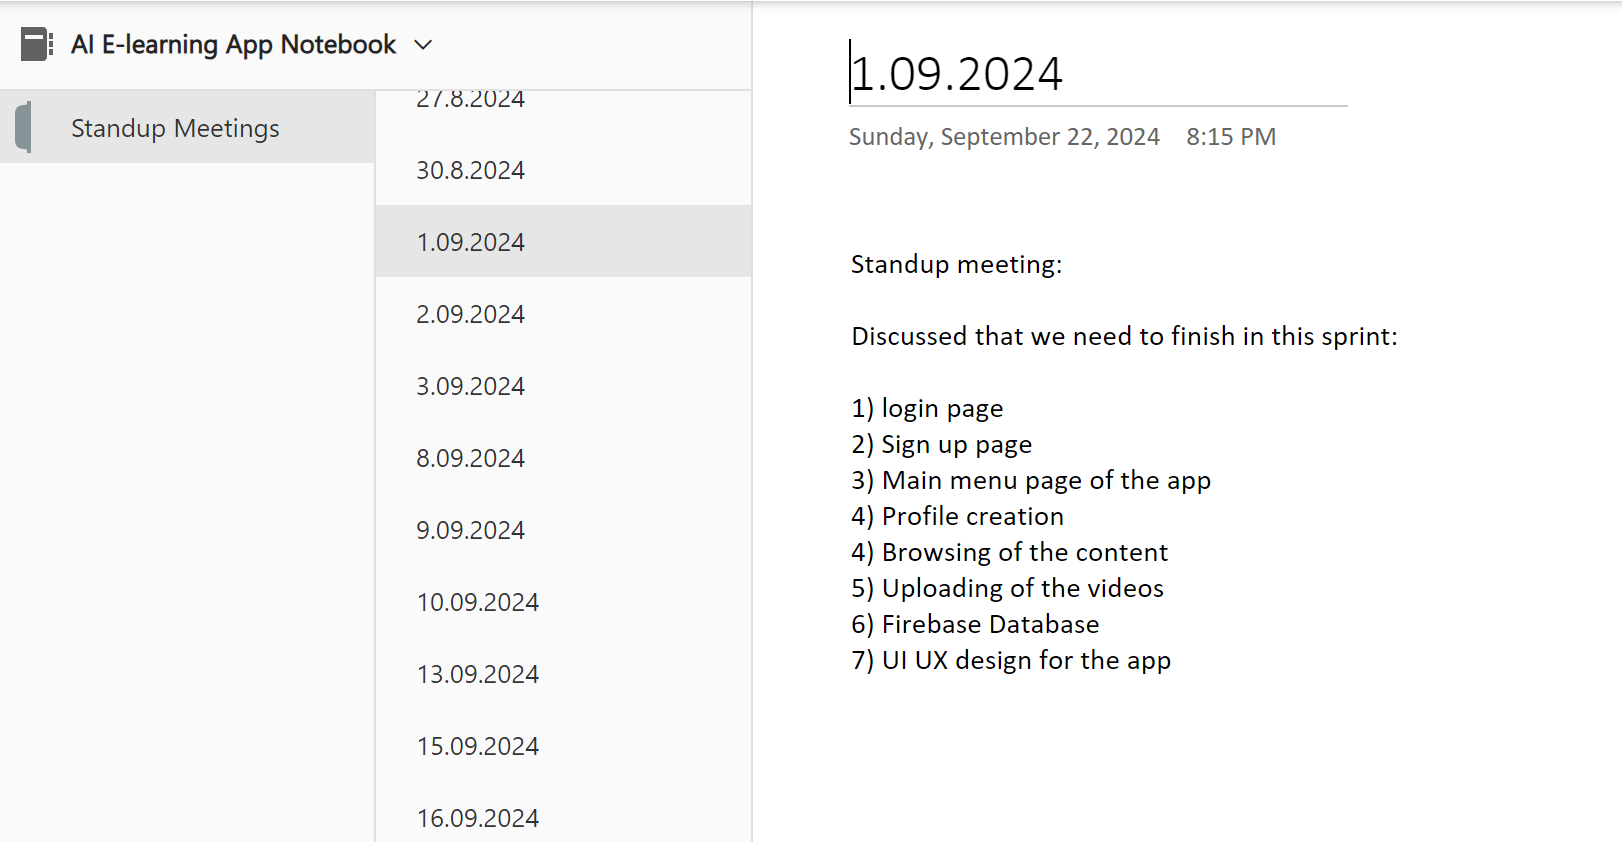 AI E-learning App Notebook
Standup Meetings
27.8.2024
30.8.2024
1.09.2024
2.09.2024
3.09.2024
8.09.2024
9.09.2024
10.09.2024
13.09.2024
15.09.2024
16.09.2024
1.09.2024
Sunday, September 22, 2024 8:15 PM
Standup meeting:
Discussed that we need to finish in this sprint:
1) login page
2) Sign up page
3) Main menu page of the app
4) Profile creation
4) Browsing of the content
5) Uploading of the videos
6) Firebase Database
7) UI UX design for the app